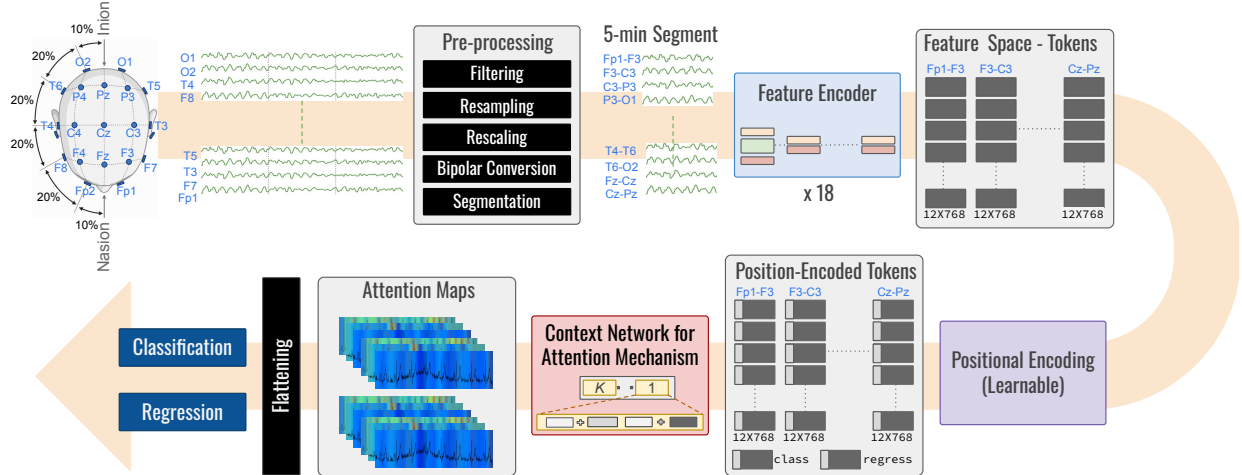 10%
Inion
20%
O2
O1
T6
T5
P4
Pz
P3
20%
T4
C4
Cz
C3
T3
20%
F4
Fz
F3
F8
F7
20%
Fp2
Fp1
10%
Nasion
O1
O2
T4
F8
T5
T3
F7
Fp1
Pre-processing
Filtering
Resampling
Rescaling
Bipolar Conversion
Segmentation
5-min Segment
Fp1-F3
F3-C3
C3-P3
P3-O1
T4-T6
T6-O2
Fz-Cz
Cz-Pz
Feature Encoder
x 18
Feature Space - Tokens
Fp1-F3 F3-C3 Cz-Pz
12X768 12X768 12X768
Positional Encoding
(Learnable)
Position-Encoded Tokens
Fp1-F3 F3-C3 Cz-Pz
12X768 12X768 12X768
class regress
Context Network for
Attention Mechanism
K 1
Attention Maps
Flattening
Classification
Regression